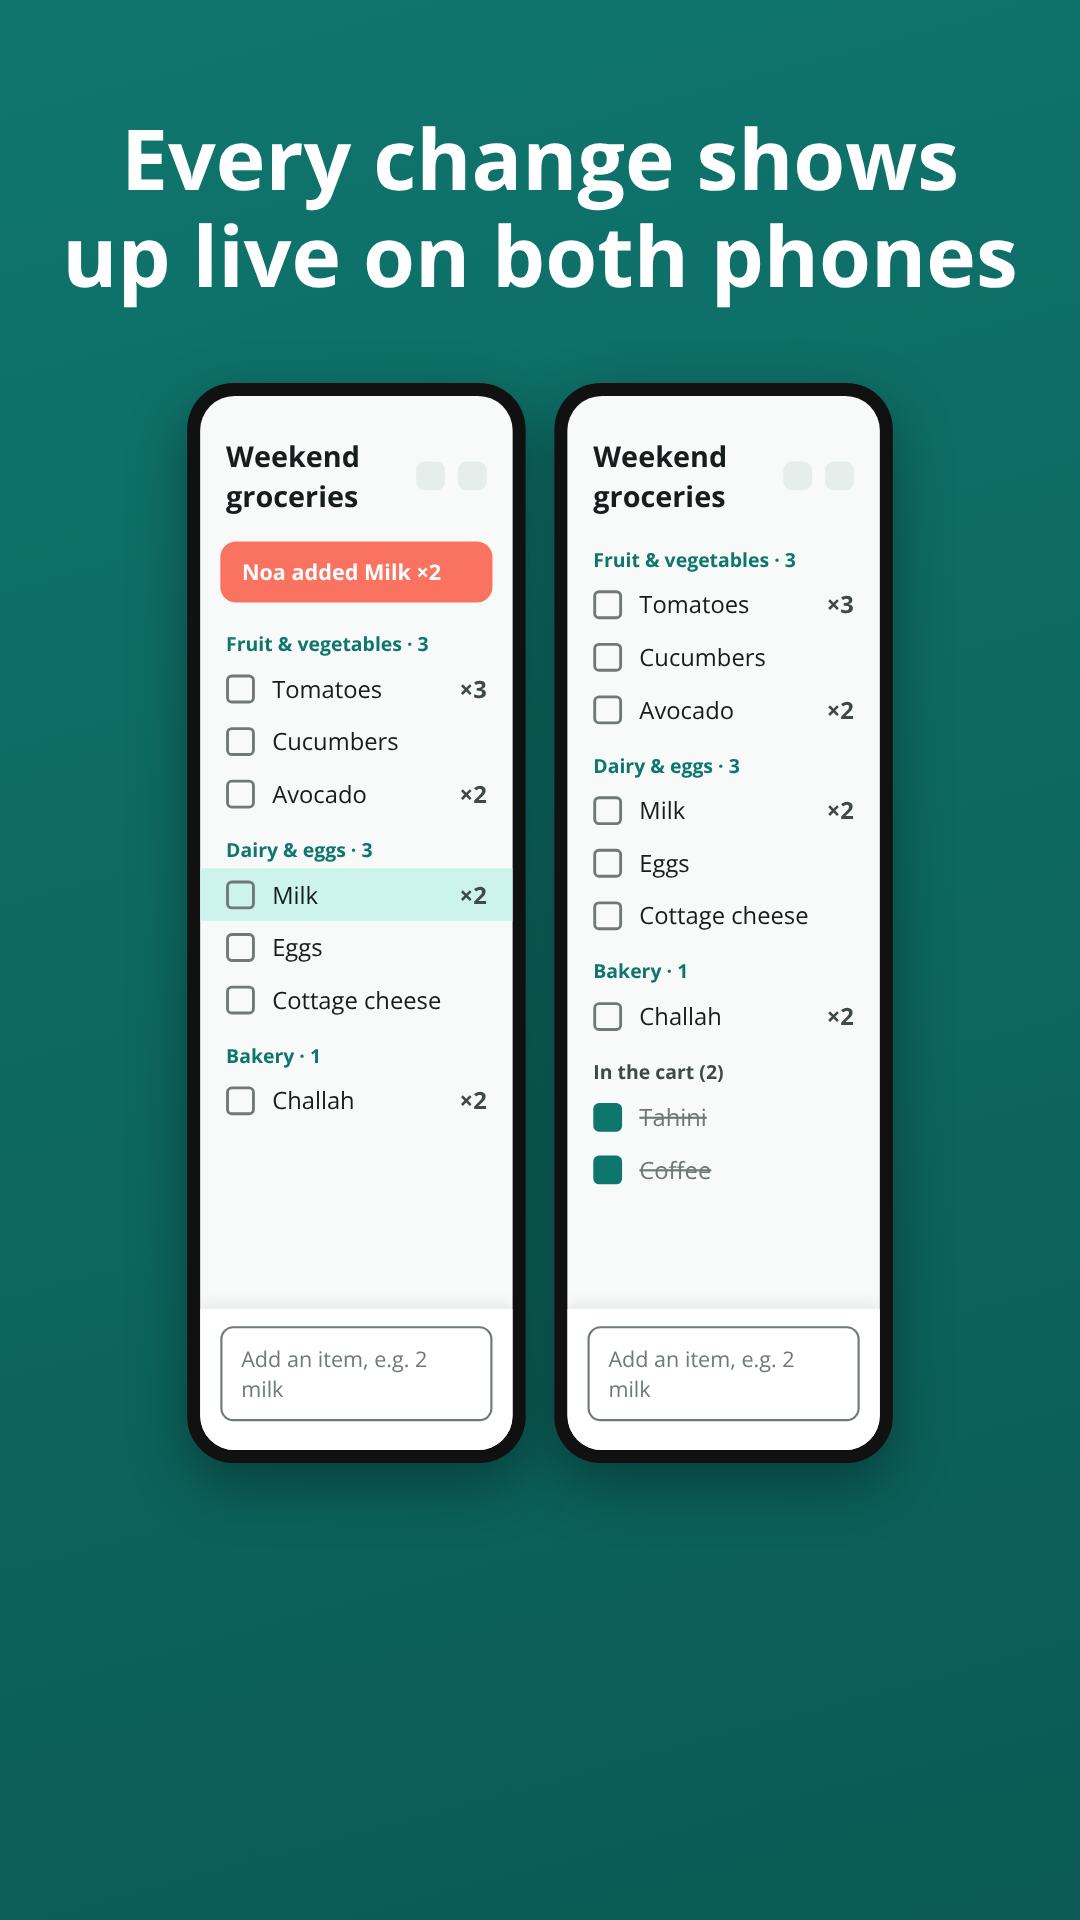 Every change shows
up live on both phones
Weekend
groceries
Noa added Milk ×2
Fruit & vegetables · 3
Tomatoes ×3
Cucumbers
Avocado ×2
Dairy & eggs · 3
Milk ×2
Eggs
Cottage cheese
Bakery · 1
Challah ×2
Add an item, e.g. 2
milk
Weekend
groceries
Fruit & vegetables · 3
Tomatoes ×3
Cucumbers
Avocado ×2
Dairy & eggs · 3
Milk ×2
Eggs
Cottage cheese
Bakery · 1
Challah ×2
In the cart (2)
Tahini
Coffee
Add an item, e.g. 2
milk